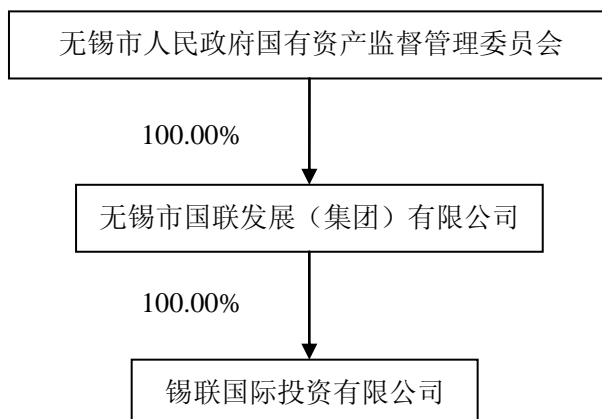 无锡市人民政府国有资产监督管理委员会
100.00%
无锡市国联发展（集团）有限公司
100.00%
锡联国际投资有限公司